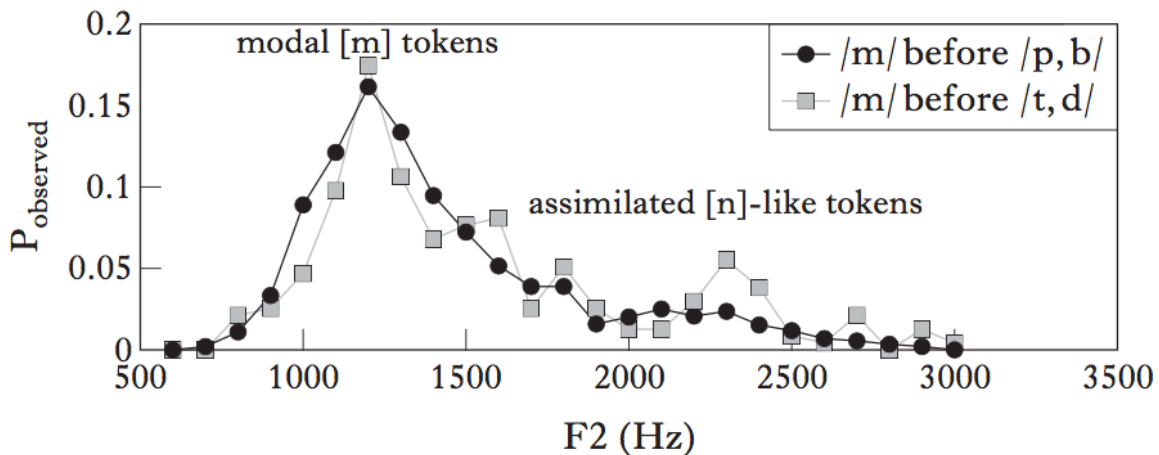 0.2
0.15
0.1
0.05
0
P observed
modal [m] tokens
assimilated [n]-like tokens
/m/ before /p, b/
/m/ before /t, d/
500 1000 1500 2000 2500 3000 3500
F2 (Hz)